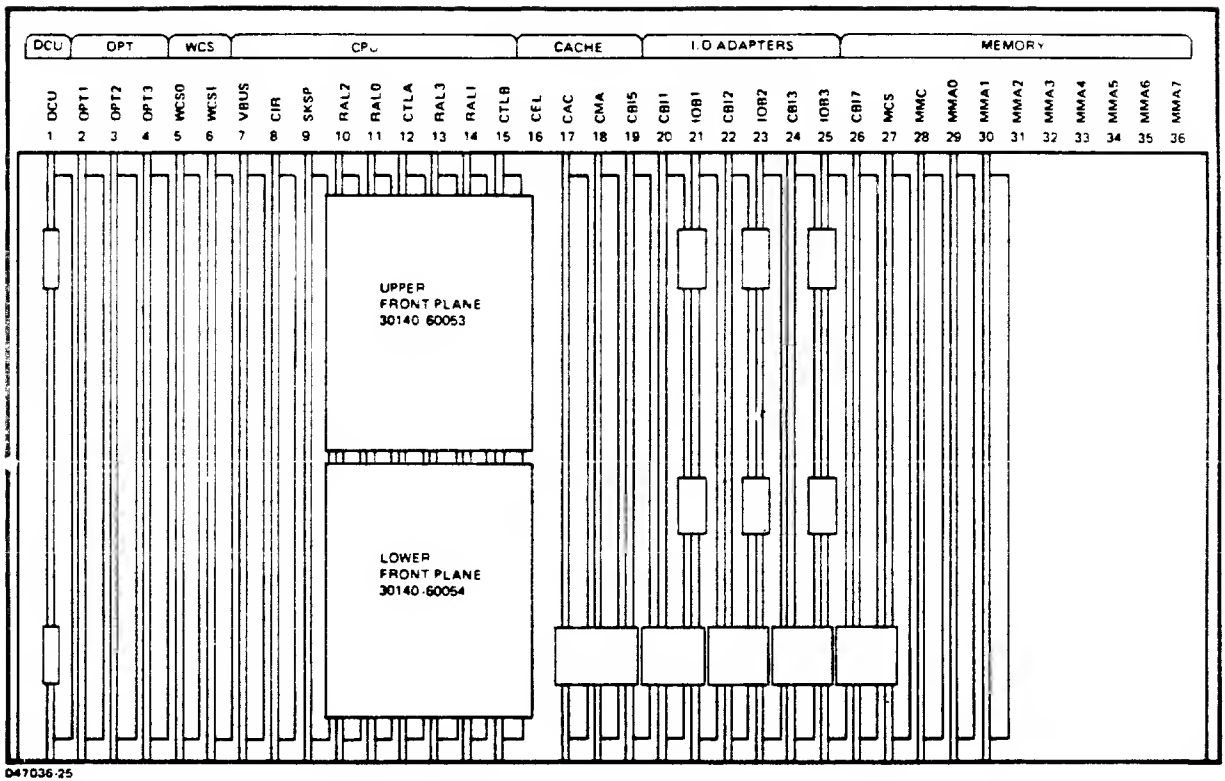 DCU OPT WCS CPU CACHE I.O ADAPTERS MEMORY
DCU OPT1 OPT2 OPT3 WCS0 WCS1 VBUS CIR SKSP RAL2 RAL0 CTLA RAL3 RAL1 CTLB CEL CAC CMA CBI5 CBI1 IOB1 CBI2 IOB2 CBI3 IOB3 CBI7 MCS MMC MMA0 MMA1 MMA2 MMA3 MMA4 MMA5 MMA6 MMA7
1 2 3 4 5 6 7 8 9 10 11 12 13 14 15 16 17 18 19 20 21 22 23 24 25 26 27 28 29 30 31 32 33 34 35 36
UPPER
FRONT PLANE
30140-60053
LOWER
FRONT PLANE
30140-60054
047036-25